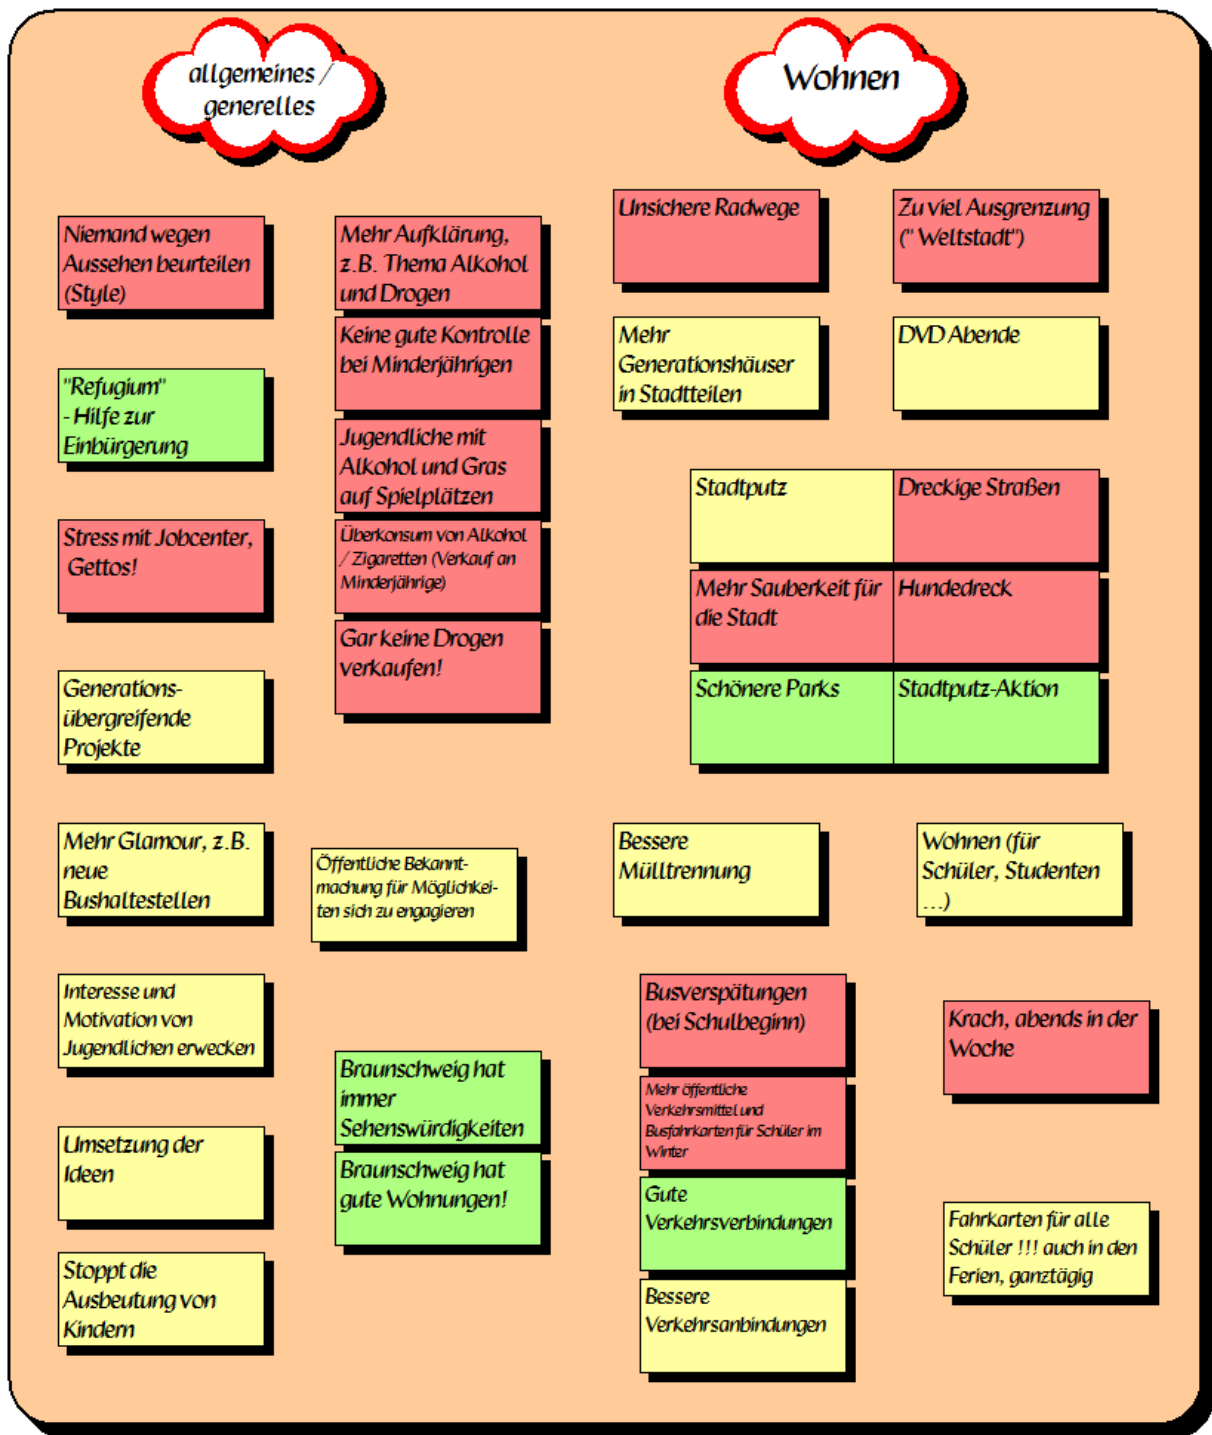 allgemeines /
generelles
Niemand wegen
Aussehen beurteilen
(Style)
"Refugium"
- Hilfe zur
Einbürgerung
Stress mit Jobcenter,
Gettos!
Generations-
übergreifende
Projekte
Mehr Glamour, z.B.
neue
Bushaltestellen
Interesse und
Motivation von
Jugendlichen erwecken
Umsetzung der
Ideen
Stoppt die
Ausbeutung von
Kindern
Mehr Aufklärung,
z.B. Thema Alkohol
und Drogen
Keine gute Kontrolle
bei Minderjährigen
Jugendliche mit
Alkohol und Gras
auf Spielplätzen
Überkonsum von Alkohol
/ Zigaretten (Verkauf an
Minderjährige)
Gar keine Drogen
verkaufen!
Öffentliche Bekannt-
machung für Möglichkei-
ten sich zu engagieren
Braunschweig hat
immer
Sehenswürdigkeiten
Braunschweig hat
gute Wohnungen!
Wohnen
Unsichere Radwege
Zu viel Ausgrenzung
(" Weltstadt")
Mehr
Generationshäuser
in Stadtteilen
DVD Abende
Stadtputz
Dreckige Straßen
Mehr Sauberkeit für
die Stadt
Hundedreck
Schönere Parks
Stadtputz-Aktion
Bessere
Mülltrennung
Wohnen (für
Schüler, Studenten
...)
Busverspätungen
(bei Schulbeginn)
Mehr öffentliche
Verkehrsmittel und
Busfahrkarten für Schüler im
Winter
Gute
Verkehrsverbindungen
Bessere
Verkehrsanbindungen
Krach, abends in der
Woche
Fahrkarten für alle
Schüler !!! auch in den
Ferien, ganztägig